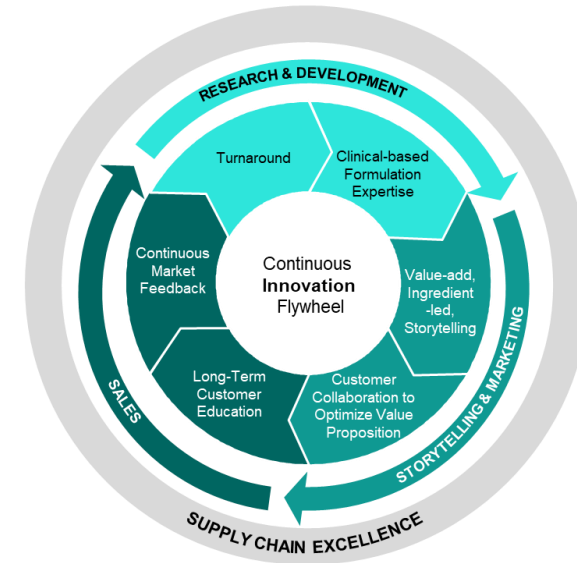 RESEARCH & DEVELOPMENT
Turnaround
Clinical-based
Formulation
Expertise
Continuous
Market
Feedback
Continuous
Innovation
Flywheel
Value-add,
Ingredient
-led,
Storytelling
Long-Term
Customer
Education
Customer
Collaboration to
Optimize Value
Proposition
SALES
STORYTELLING & MARKETING
SUPPLY CHAIN EXCELLENCE